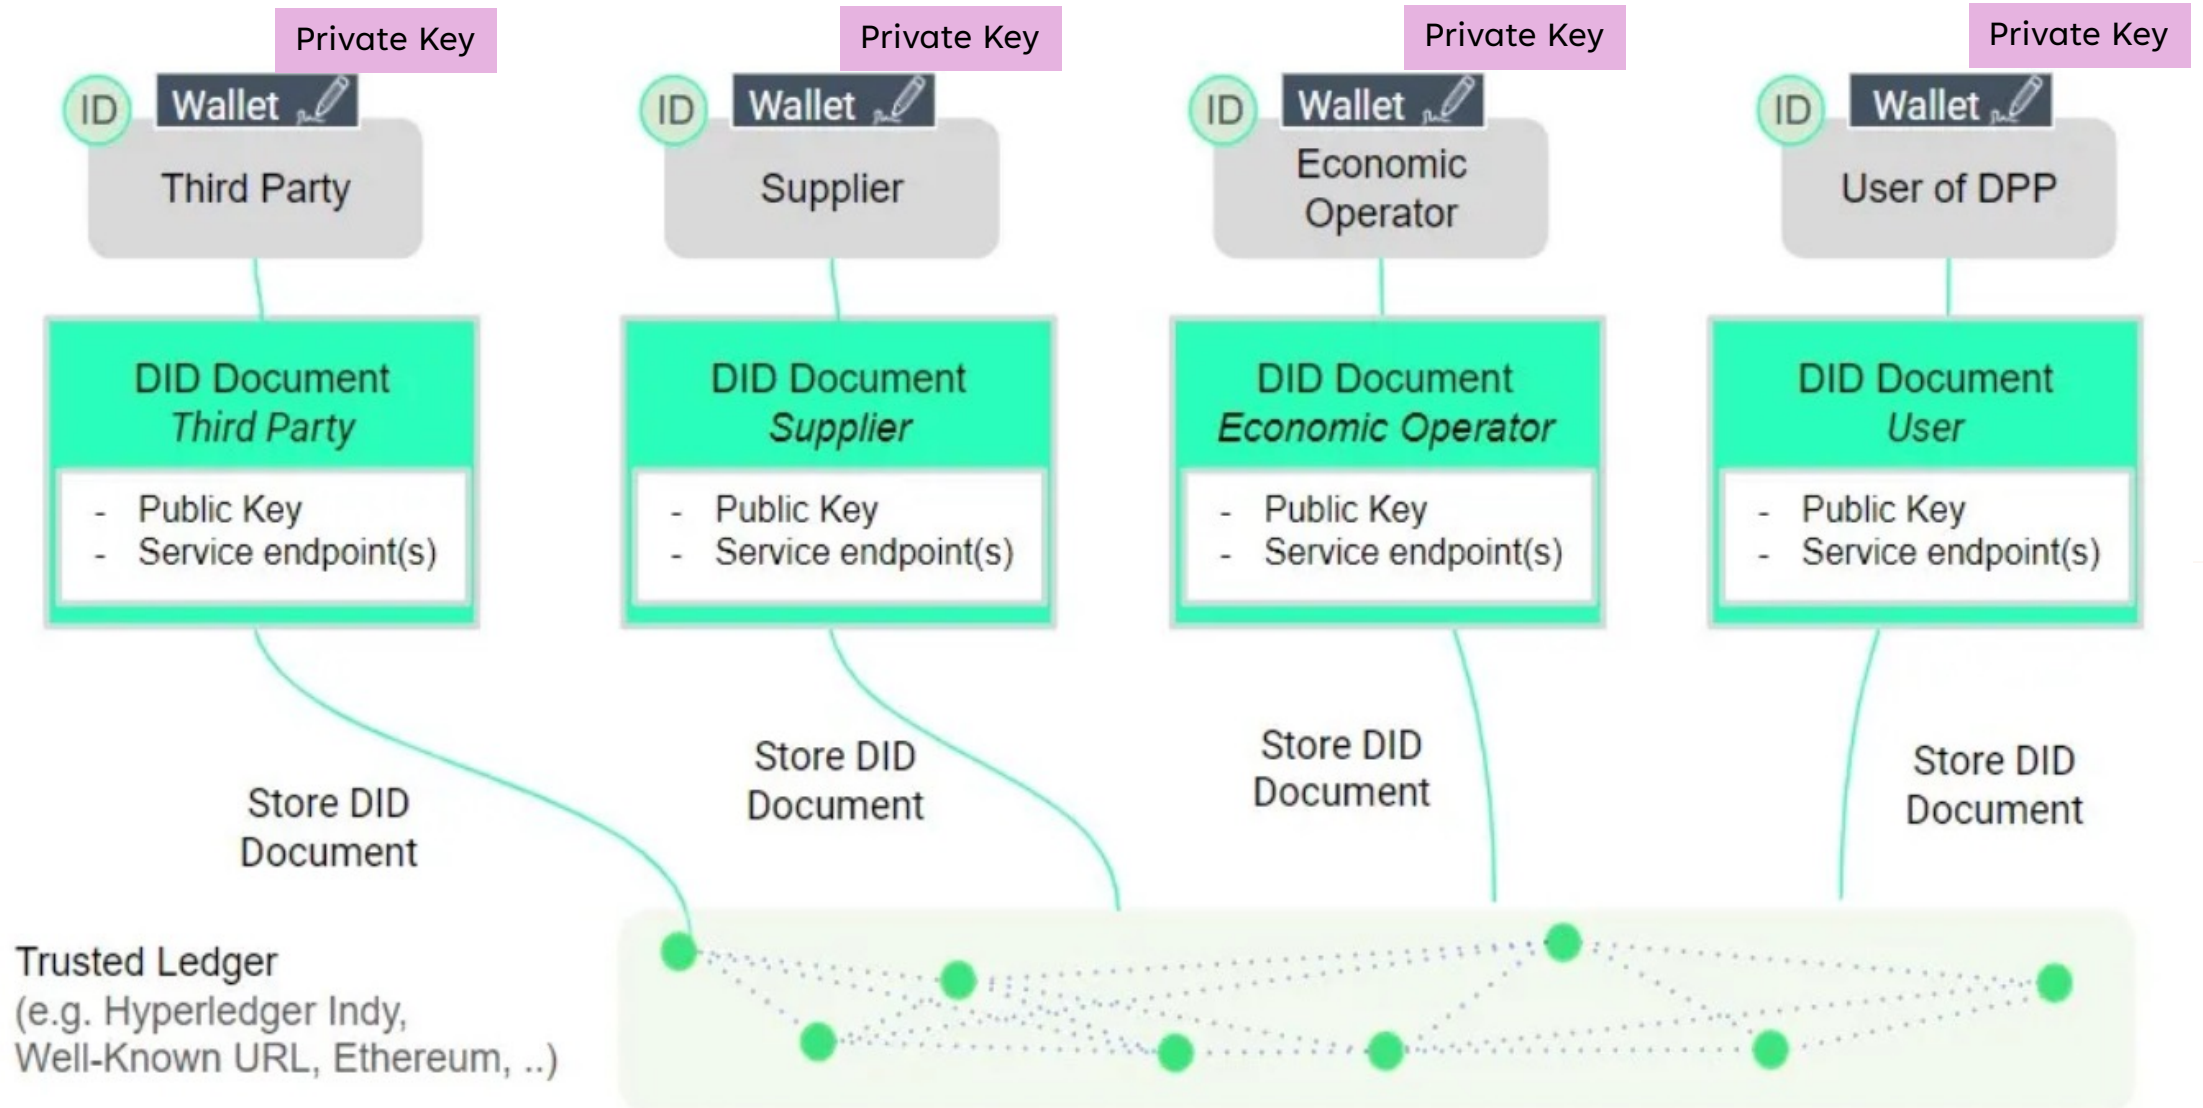 Private Key
Private Key
Private Key
Private Key
ID
Wallet
ID
Wallet
ID
Wallet
ID
Wallet
Third Party
Supplier
Economic
Operator
User of DPP
DID Document
Third Party
- Public Key
- Service endpoint(s)
DID Document
Supplier
- Public Key
- Service endpoint(s)
DID Document
Economic Operator
- Public Key
- Service endpoint(s)
DID Document
User
- Public Key
- Service endpoint(s)
Store DID
Document
Store DID
Document
Store DID
Document
Store DID
Document
Trusted Ledger
(e.g. Hyperledger Indy,
Well-Known URL, Ethereum, ..)